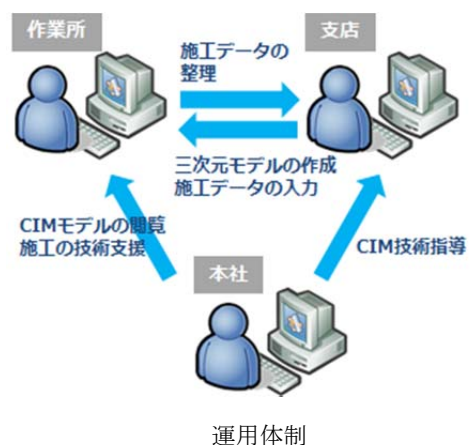 作業所
支店
施工データの
整理
三次元モデルの作成
施工データの入力
CIMモデルの閲覧
施工の技術支援
CIM技術指導
本社
運用体制